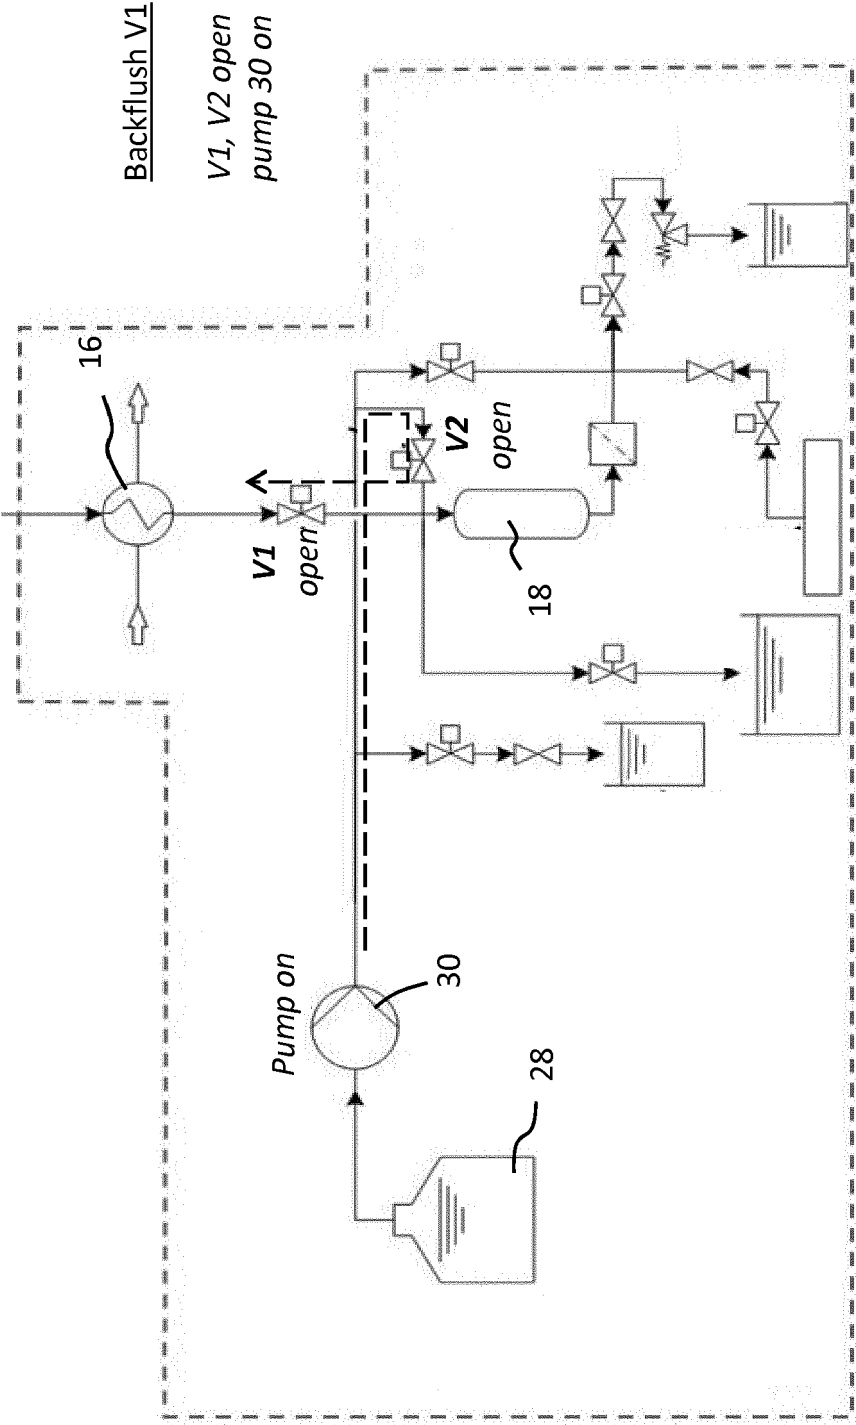 Backflush V1
V1, V2 open
pump 30 on
16
V1
open
V2
open
18
Pump on
30
28